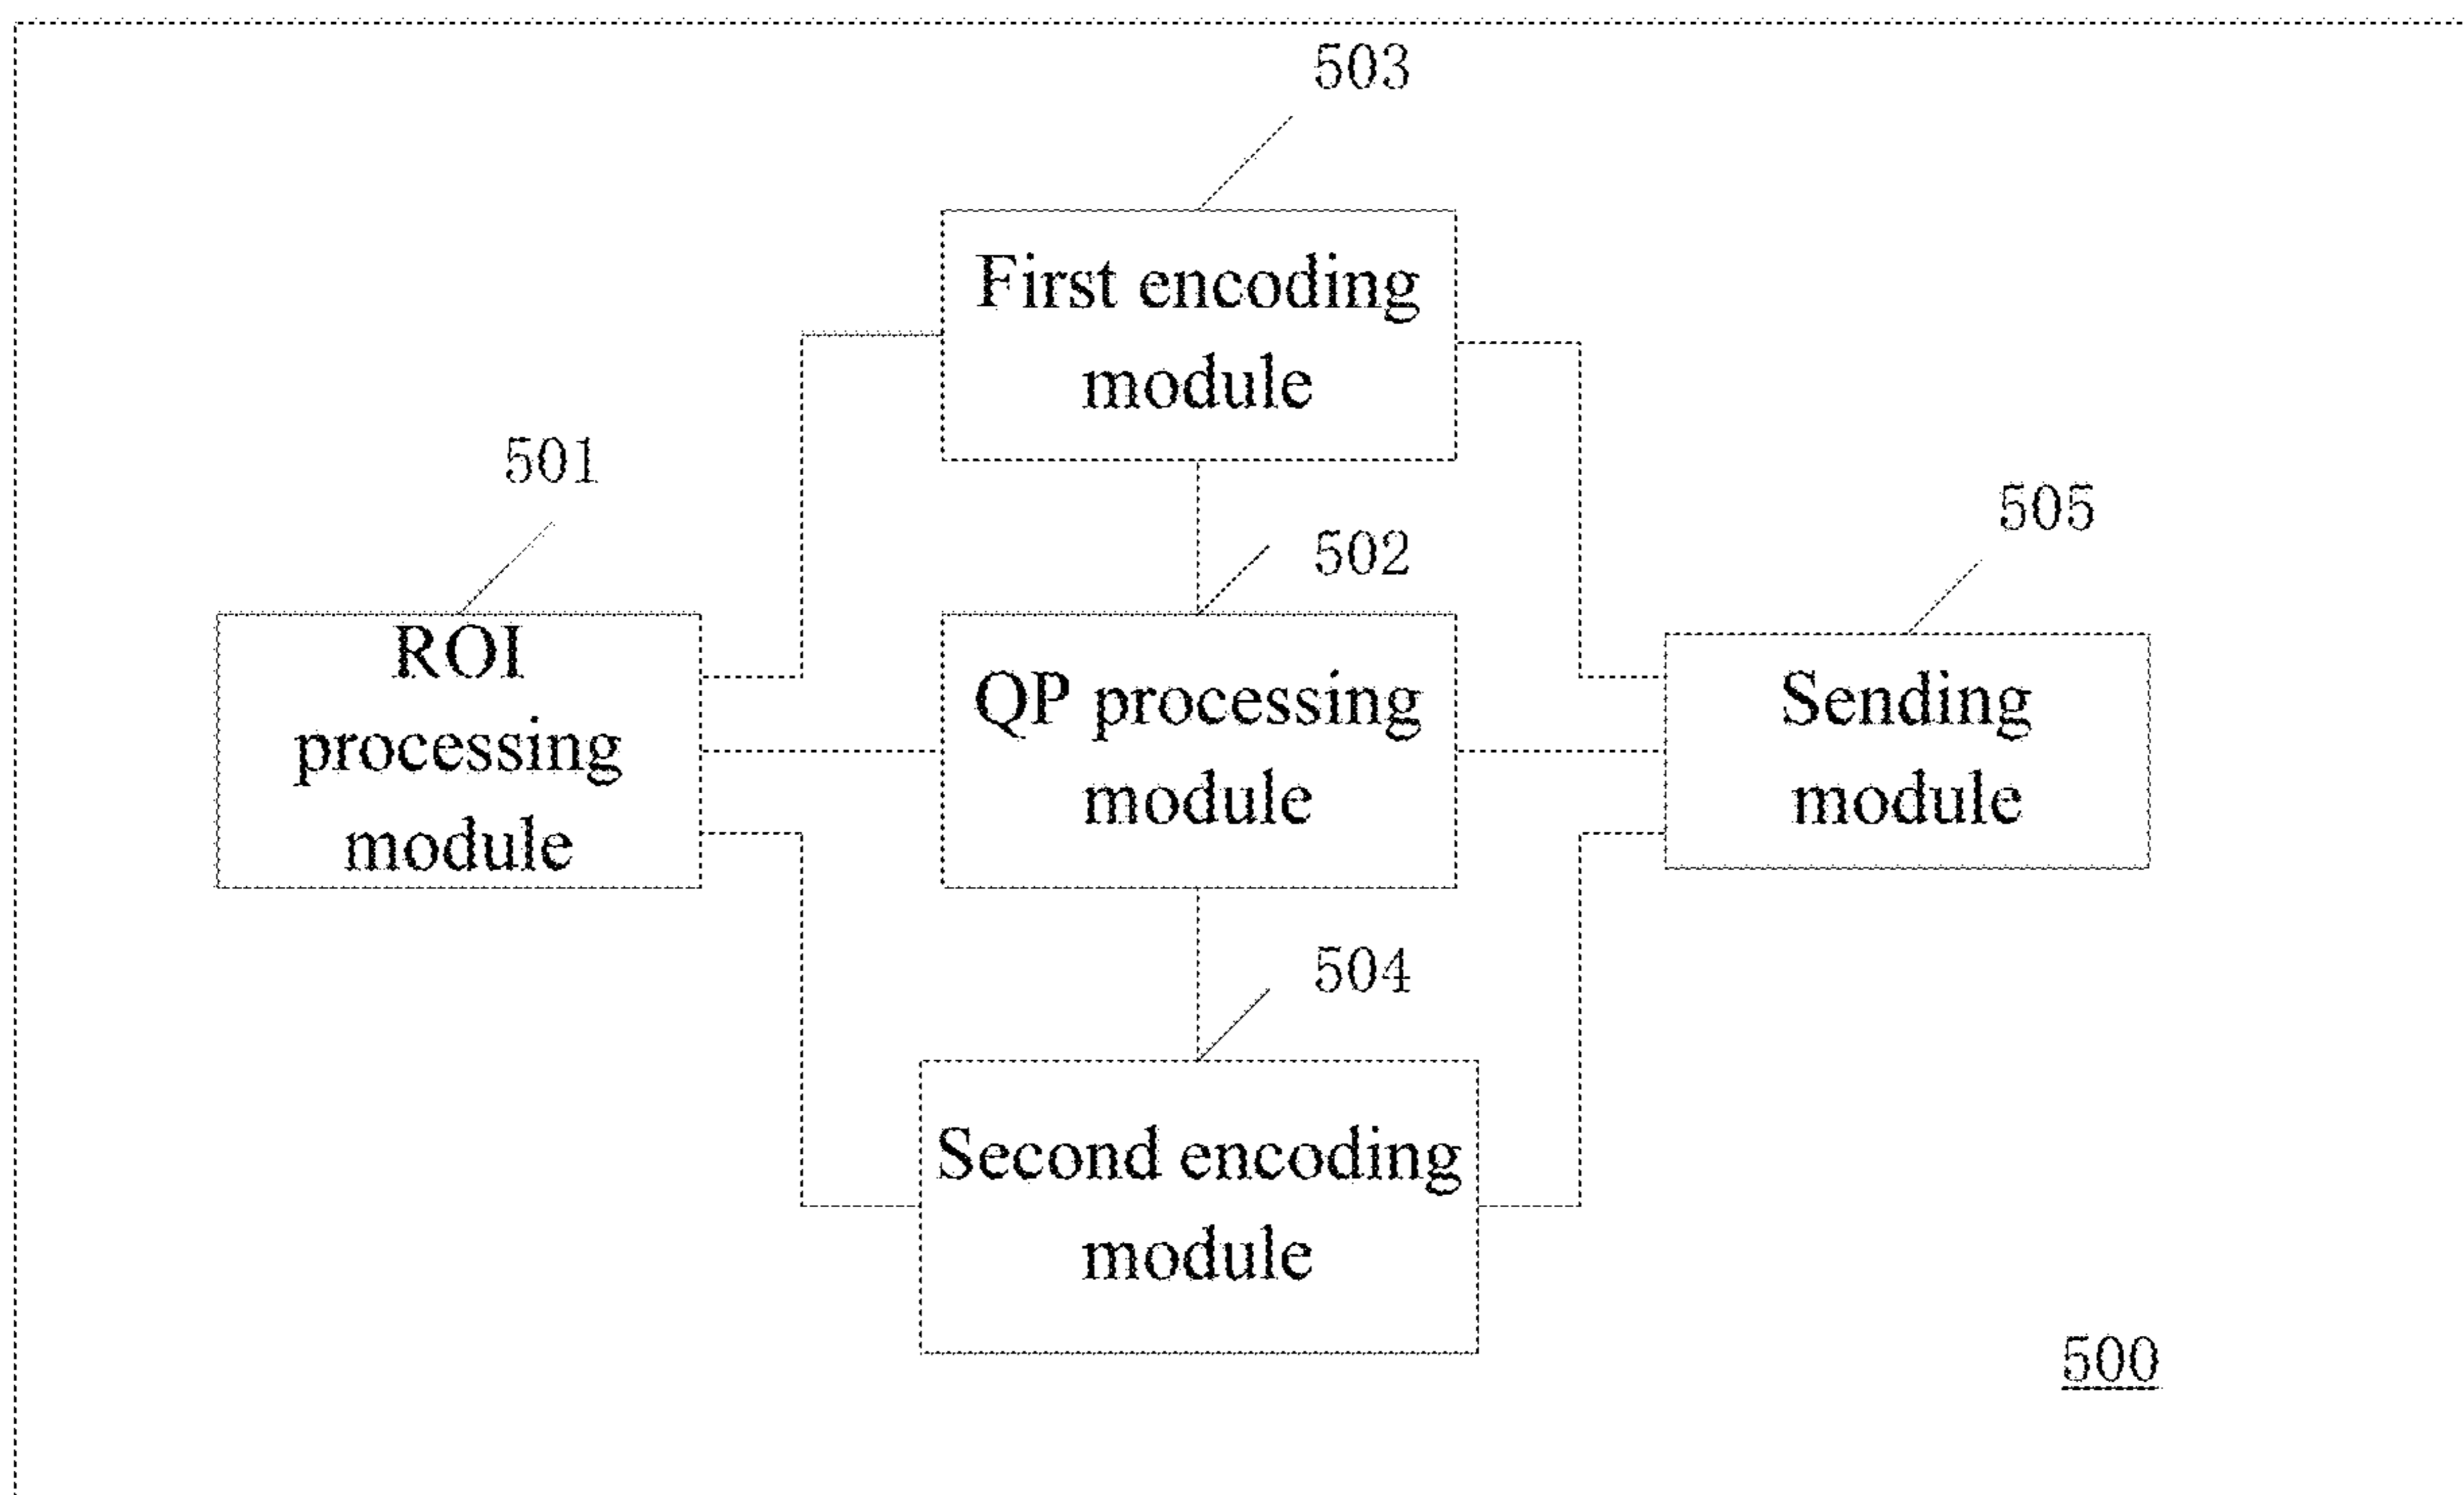 503
First encoding
module
501
505
502
ROI
processing
module
QP processing
module
Sending
module
504
Second encoding
module
500